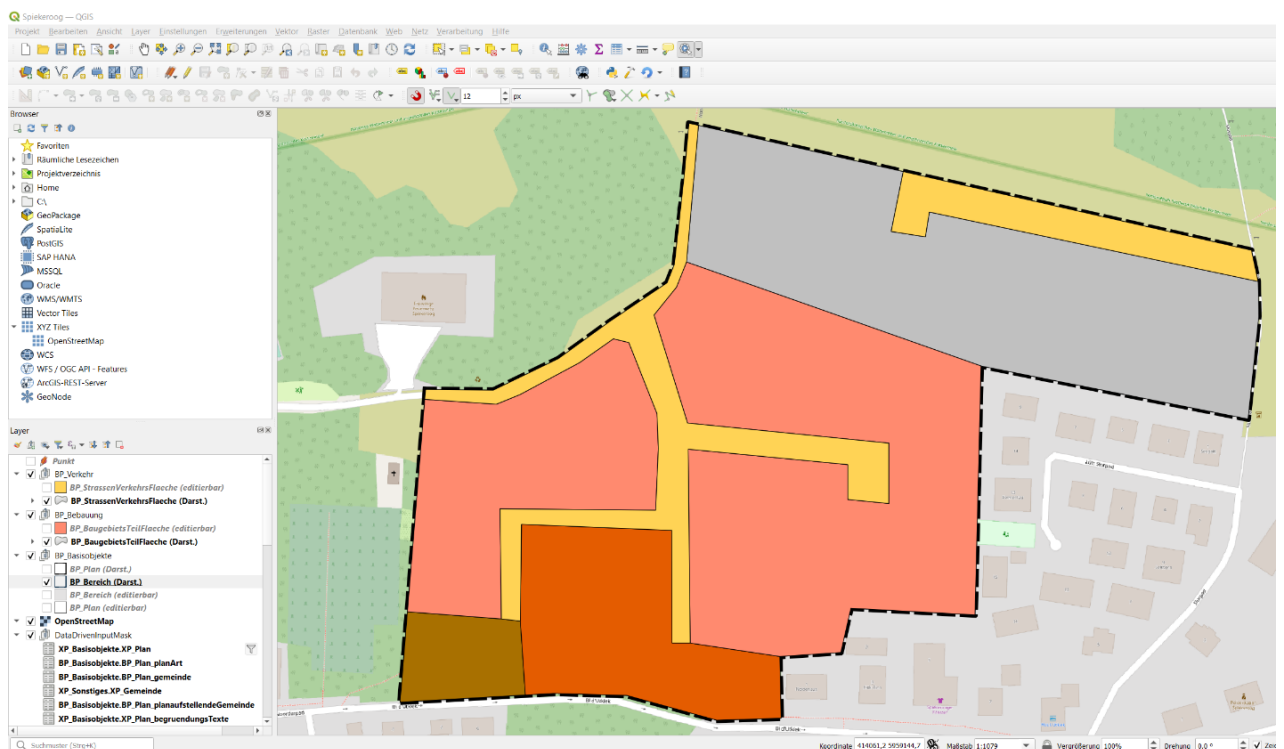 Spiekeroog — QGIS
Projekt Bearbeiten Ansicht Layer Einstellungen Erweiterungen Vektor Raster Datenbank Web Netz Verarbeitung Hilfe
12 px
Browser
Favoriten
Räumliche Lesezeichen
Projektverzeichnis
Home
C:\
GeoPackage
SpatiaLite
PostGIS
SAP HANA
MSSQL
Oracle
WMS/WMTS
Vector Tiles
XYZ Tiles
OpenStreetMap
WCS
WFS / OGC API - Features
ArcGIS-REST-Server
GeoNode
Layer
Punkt
BP_Verkehr
BP_StrassenVerkehrsFlaeche (editierbar)
BP_StrassenVerkehrsFlaeche (Darst.)
BP_Bebauung
BP_BaugebietsTeilFlaeche (editierbar)
BP_BaugebietsTeilFlaeche (Darst.)
BP_Basisobjekte
BP_Plan (Darst.)
BP_Bereich (Darst.)
BP_Bereich (editierbar)
BP_Plan (editierbar)
OpenStreetMap
DataDrivenInputMask
XP_Basisobjekte.XP_Plan
BP_Basisobjekte.BP_Plan_planArt
BP_Basisobjekte.BP_Plan_gemeinde
XP_Sonstiges.XP_Gemeinde
BP_Basisobjekte.BP_Plan_planaufstellendeGemeinde
XP_Basisobjekte.XP_Plan_begruendungsTexte
Suchmuster (Strg+K)
Koordinate 414061,2 5959144,7 Maßstab 1:1079 Vergrößerung 100% Drehung 0,0 °